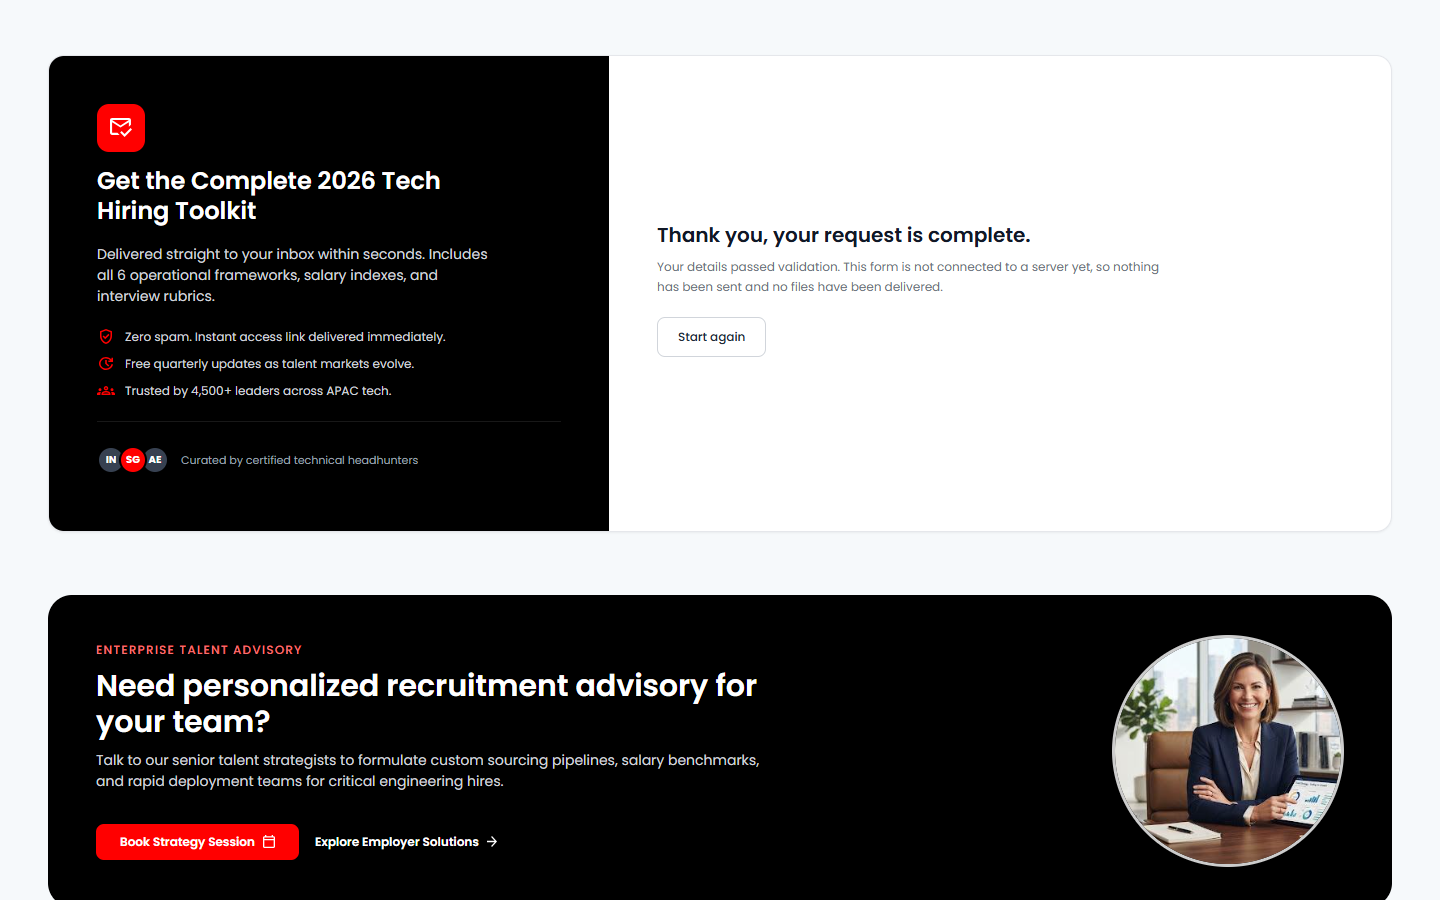 Get the Complete 2026 Tech
Hiring Toolkit
Delivered straight to your inbox within seconds. Includes
all 6 operational frameworks, salary indexes, and
interview rubrics.
Zero spam. Instant access link delivered immediately.
Free quarterly updates as talent markets evolve.
Trusted by 4,500+ leaders across APAC tech.
IN SG AE Curated by certified technical headhunters
Thank you, your request is complete.
Your details passed validation. This form is not connected to a server yet, so nothing
has been sent and no files have been delivered.
Start again
ENTERPRISE TALENT ADVISORY
Need personalized recruitment advisory for
your team?
Talk to our senior talent strategists to formulate custom sourcing pipelines, salary benchmarks,
and rapid deployment teams for critical engineering hires.
Book Strategy Session
Explore Employer Solutions